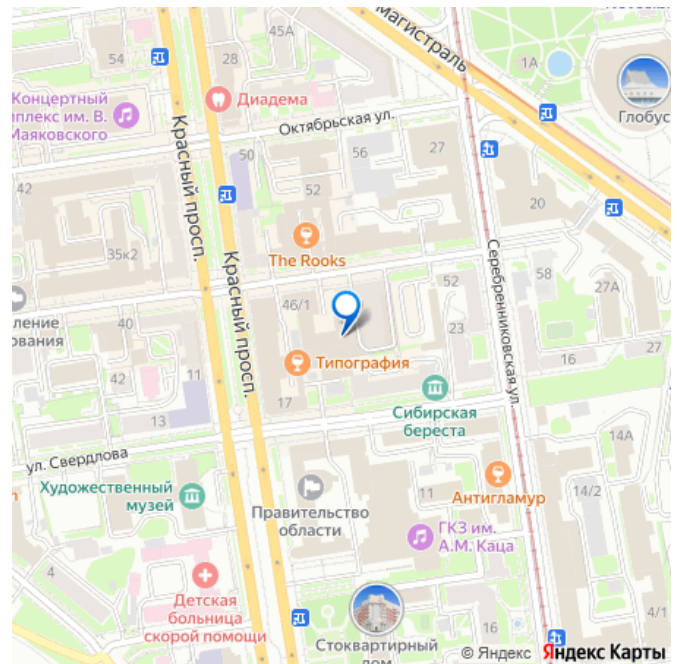 45А
магистраль
54
28
1А
Диадема
Глобус
Концертный
мплекс им. В.
Маяковского
Октябрьская ул.
50
56
27
42
Красный просп.
52
20
The Rooks
35к2
Красный просп.
Серебренниковская ул.
58
52
27А
46/1
ление
ования
40
23
Типография
16
27
42
17
Сибирская
береста
13
ул. Свердлова
14А
Художественный
музей
Правительство
области
11
Антигламур
14/2
ГКЗ им.
А.М. Каца
4
Детская
больница
скорой помощи
4/1
16
Стоквартирный
дом
© Яндекс Яндекс Карты